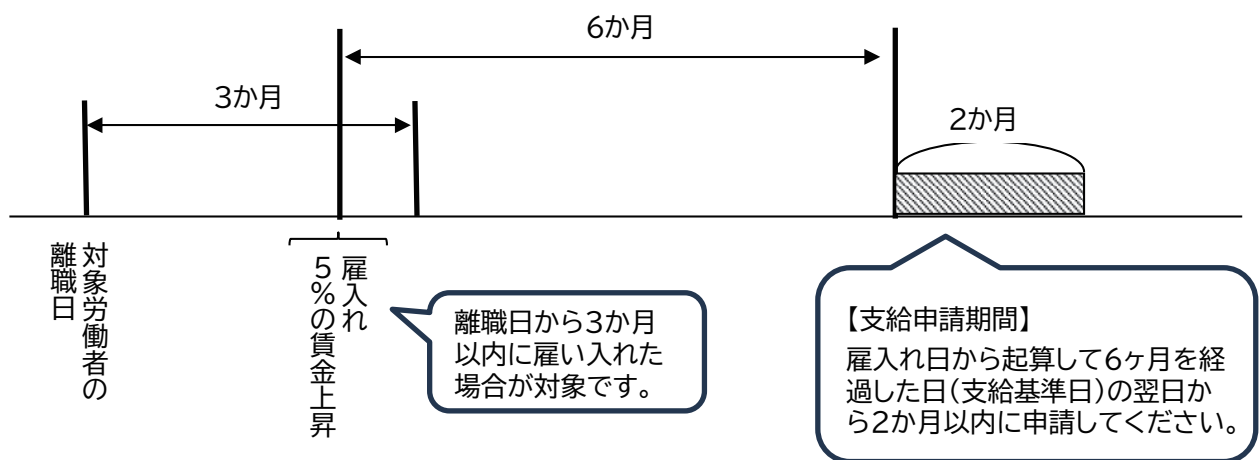 6か月
3か月
2か月
対象労働者の
離職日
雇入れ
5%の賃金上昇
離職日から3か月
以内に雇い入れた
場合が対象です。
【支給申請期間】
雇入れ日から起算して6ヶ月を経
過した日(支給基準日)の翌日か
ら2か月以内に申請してください。